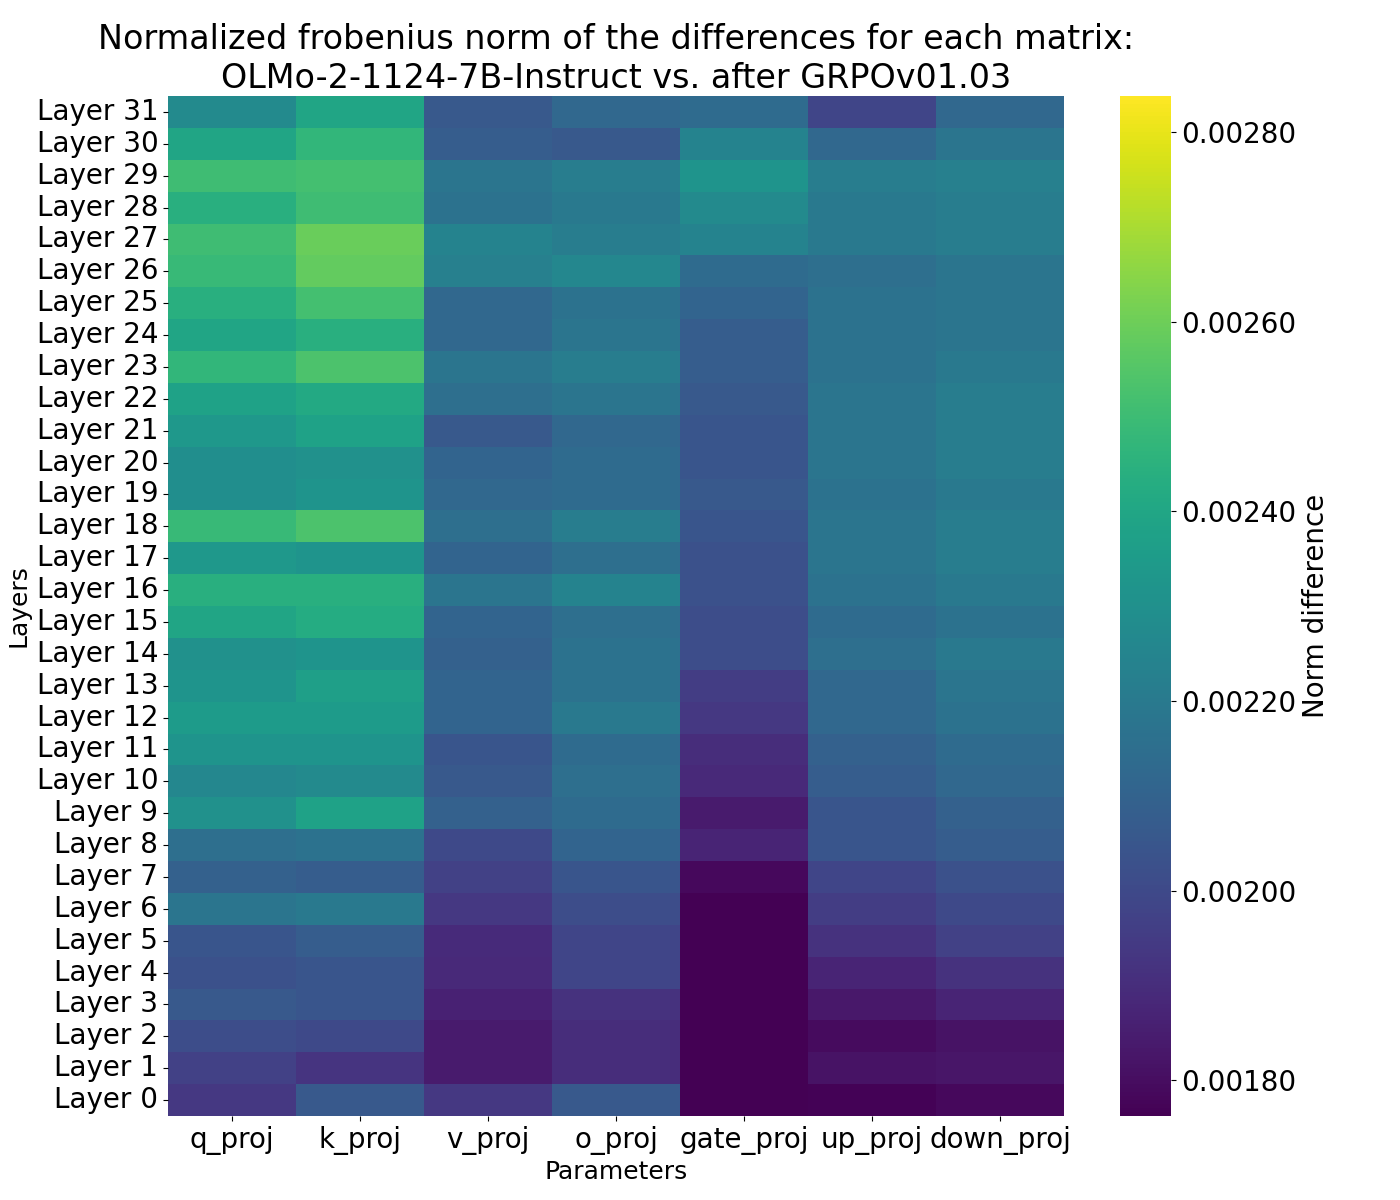 Normalized frobenius norm of the differences for each matrix:
OLMo-2-1124-7B-Instruct vs. after GRPOv01.03
Layer 31
Layer 30
Layer 29
Layer 28
Layer 27
Layer 26
Layer 25
Layer 24
Layer 23
Layer 22
Layer 21
Layer 20
Layer 19
Layer 18
Layer 17
Layer 16
Layer 15
Layer 14
Layer 13
Layer 12
Layer 11
Layer 10
Layer 9
Layer 8
Layer 7
Layer 6
Layer 5
Layer 4
Layer 3
Layer 2
Layer 1
Layer 0
Layers
q_proj k_proj v_proj o_proj gate_proj up_proj down_proj
Parameters
0.00280
0.00260
0.00240
0.00220
0.00200
0.00180
Norm difference